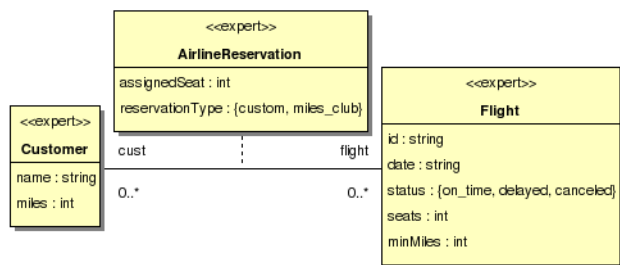 <<expert>>
AirlineReservation
assignedSeat : int
reservationType : {custom, miles_club}
<<expert>>
Customer
name : string
miles : int
cust
flight
0..*
0..*
<<expert>>
Flight
id : string
date : string
status : {on_time, delayed, canceled}
seats : int
minMiles : int